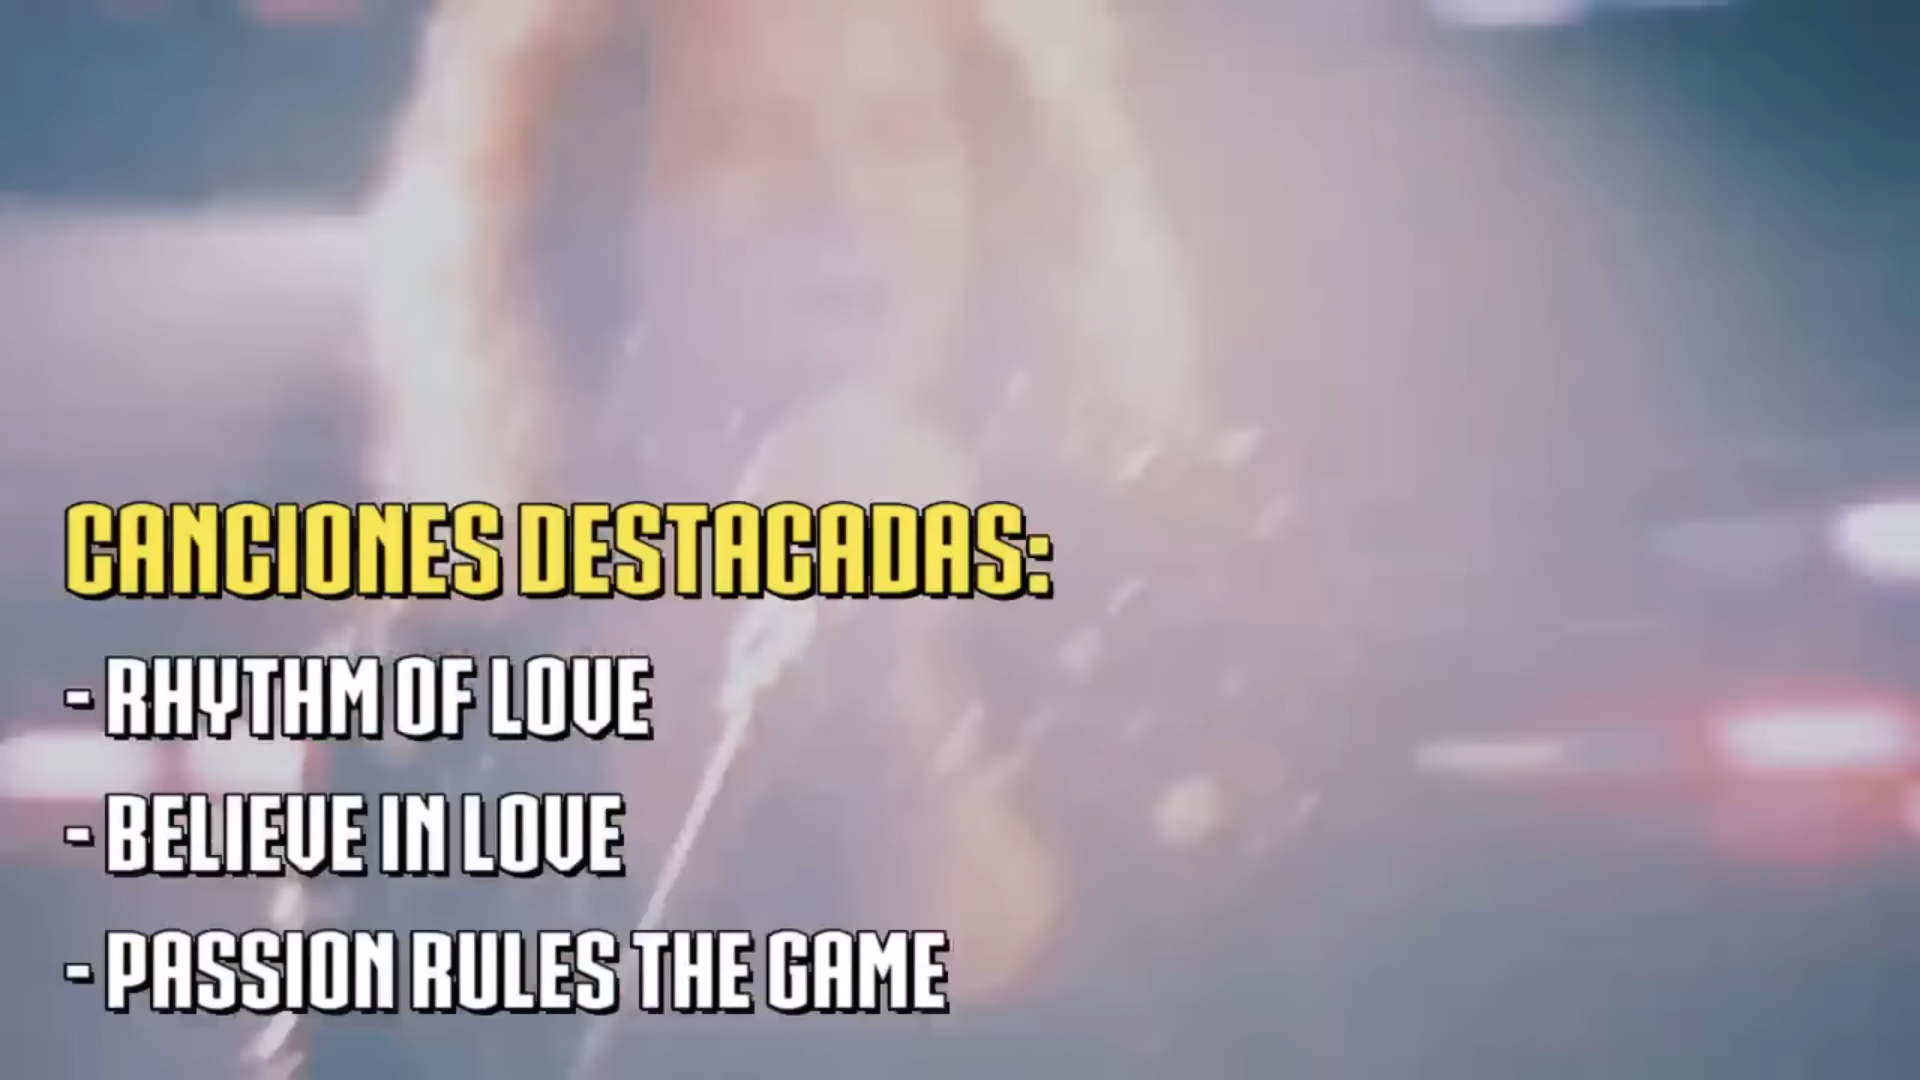 CANCIONES DESTACADAS:
- RHYTHM OF LOVE
- BELIEVE IN LOVE
- PASSION RULES THE GAME